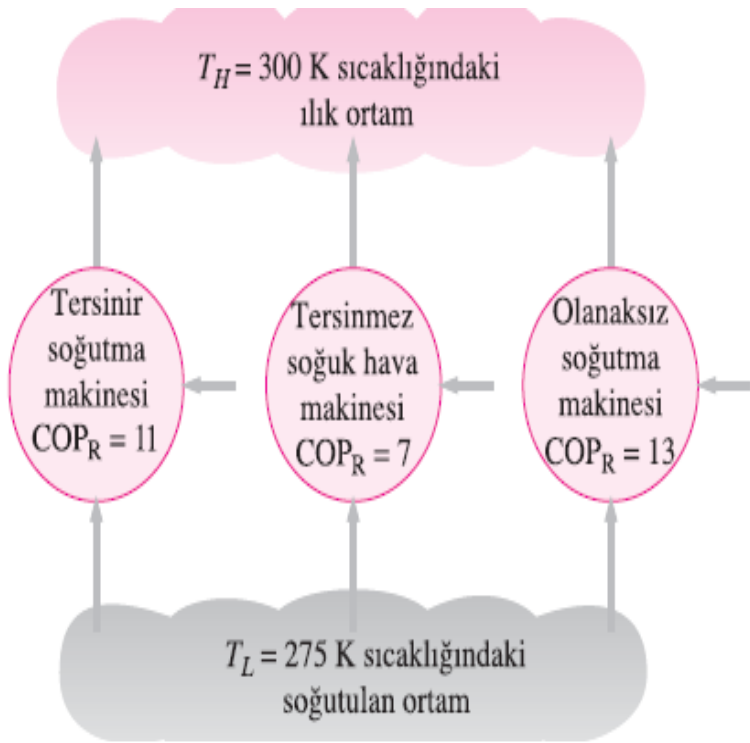 T_H = 300 K sıcaklığındaki
ılık ortam
Tersinir
soğutma
makinesi
COP_R = 11
Tersinmez
soğuk hava
makinesi
COP_R = 7
Olanaksız
soğutma
makinesi
COP_R = 13
T_L = 275 K sıcaklığındaki
soğutulan ortam